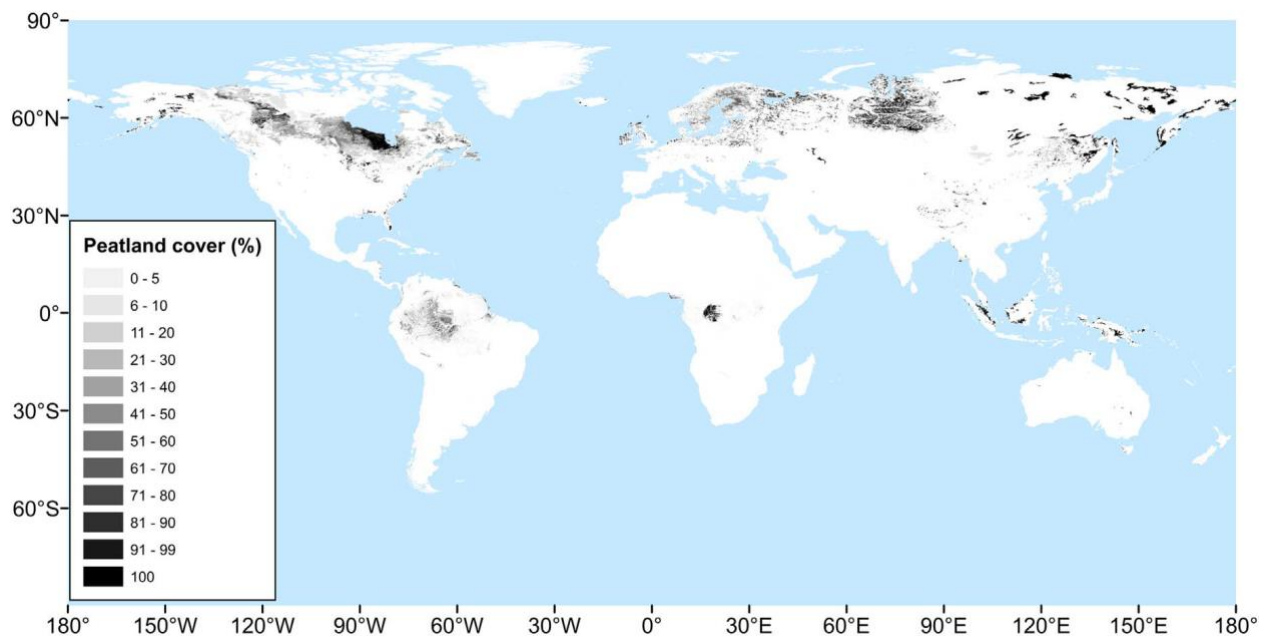 90°
60°N
30°N
0°
30°S
60°S
Peatland cover (%)
0 - 5
6 - 10
11 - 20
21 - 30
31 - 40
41 - 50
51 - 60
61 - 70
71 - 80
81 - 90
91 - 99
100
180° 150°W 120°W 90°W 60°W 30°W 0° 30°E 60°E 90°E 120°E 150°E 180°